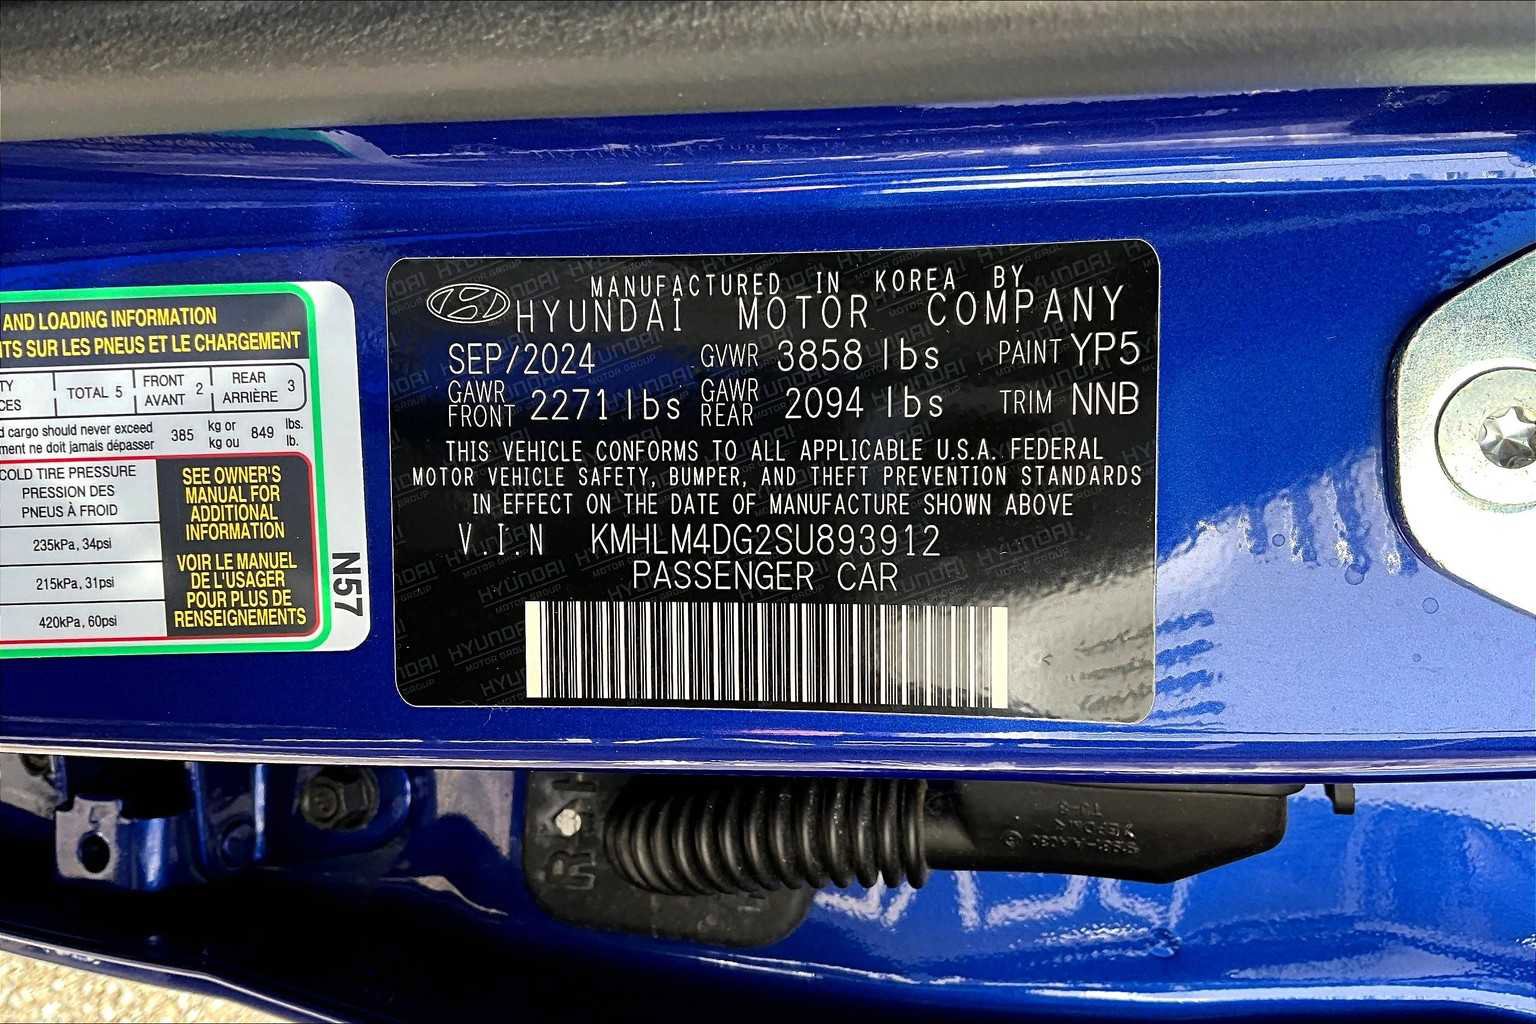 AND LOADING INFORMATION
TS SUR LES PNEUS ET LE CHARGEMENT
TOTAL 5
FRONT
AVANT 2
REAR
ARRIÈRE 3
d cargo should never exceed
ment ne doit jamais dépasser
385 kg or
kg ou 849 lbs.
lb.
COLD TIRE PRESSURE
PRESSION DES
PNEUS À FROID
235kPa, 34psi
215kPa, 31psi
420kPa, 60psi
SEE OWNER'S
MANUAL FOR
ADDITIONAL
INFORMATION
VOIR LE MANUEL
DE L'USAGER
POUR PLUS DE
RENSEIGNEMENTS
N57
MANUFACTURED IN KOREA BY
HYUNDAI MOTOR COMPANY
SEP/2024 GVWR 3858 lbs PAINT YP5
GAWR FRONT 2271 lbs GAWR REAR 2094 lbs TRIM NNB
THIS VEHICLE CONFORMS TO ALL APPLICABLE U.S.A. FEDERAL
MOTOR VEHICLE SAFETY, BUMPER, AND THEFT PREVENTION STANDARDS
IN EFFECT ON THE DATE OF MANUFACTURE SHOWN ABOVE
V.I.N KMHLM4DG2SU893912
PASSENGER CAR